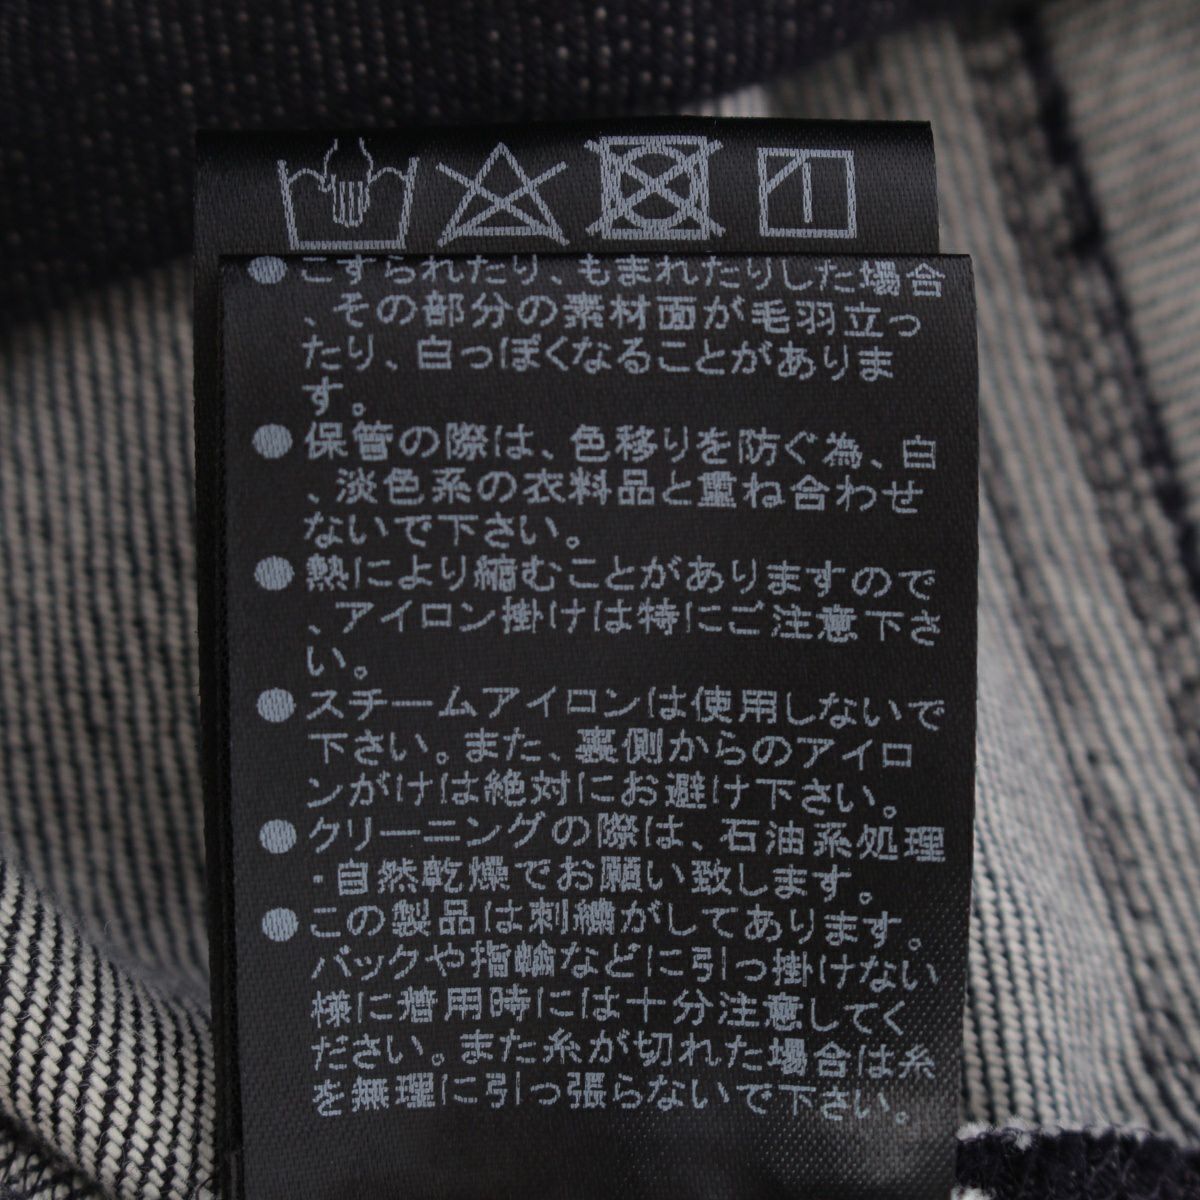 ●こすられたり、もまれたりした場合
、その部分の素材面が毛羽立っ
たり、白っぽくなることがありま
す。
●保管の際は、色移りを防ぐ為、白
、淡色系の衣料品と重ね合わせ
ないで下さい。
●熱により縮むことがありますので
、アイロン掛けは特にご注意下さ
い。
●スチームアイロンは使用しないで
下さい。また、裏側からのアイロ
ンがけは絶対にお避け下さい。
●クリーニングの際は、石油系処理
・自然乾燥でお願い致します。
●この製品は刺繍がしてあります。
バックや指輪などに引っ掛けない
様に着用時には十分注意してく
ださい。また糸が切れた場合は糸
を無理に引っ張らないで下さい。